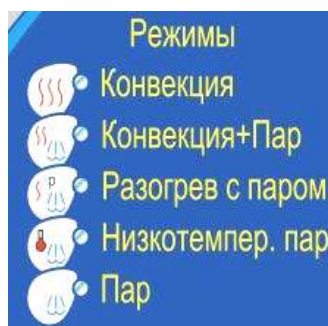 Режимы
Конвекция
Конвекция+Пар
Разогрев с паром
р
Низкотемпер. пар
Пар